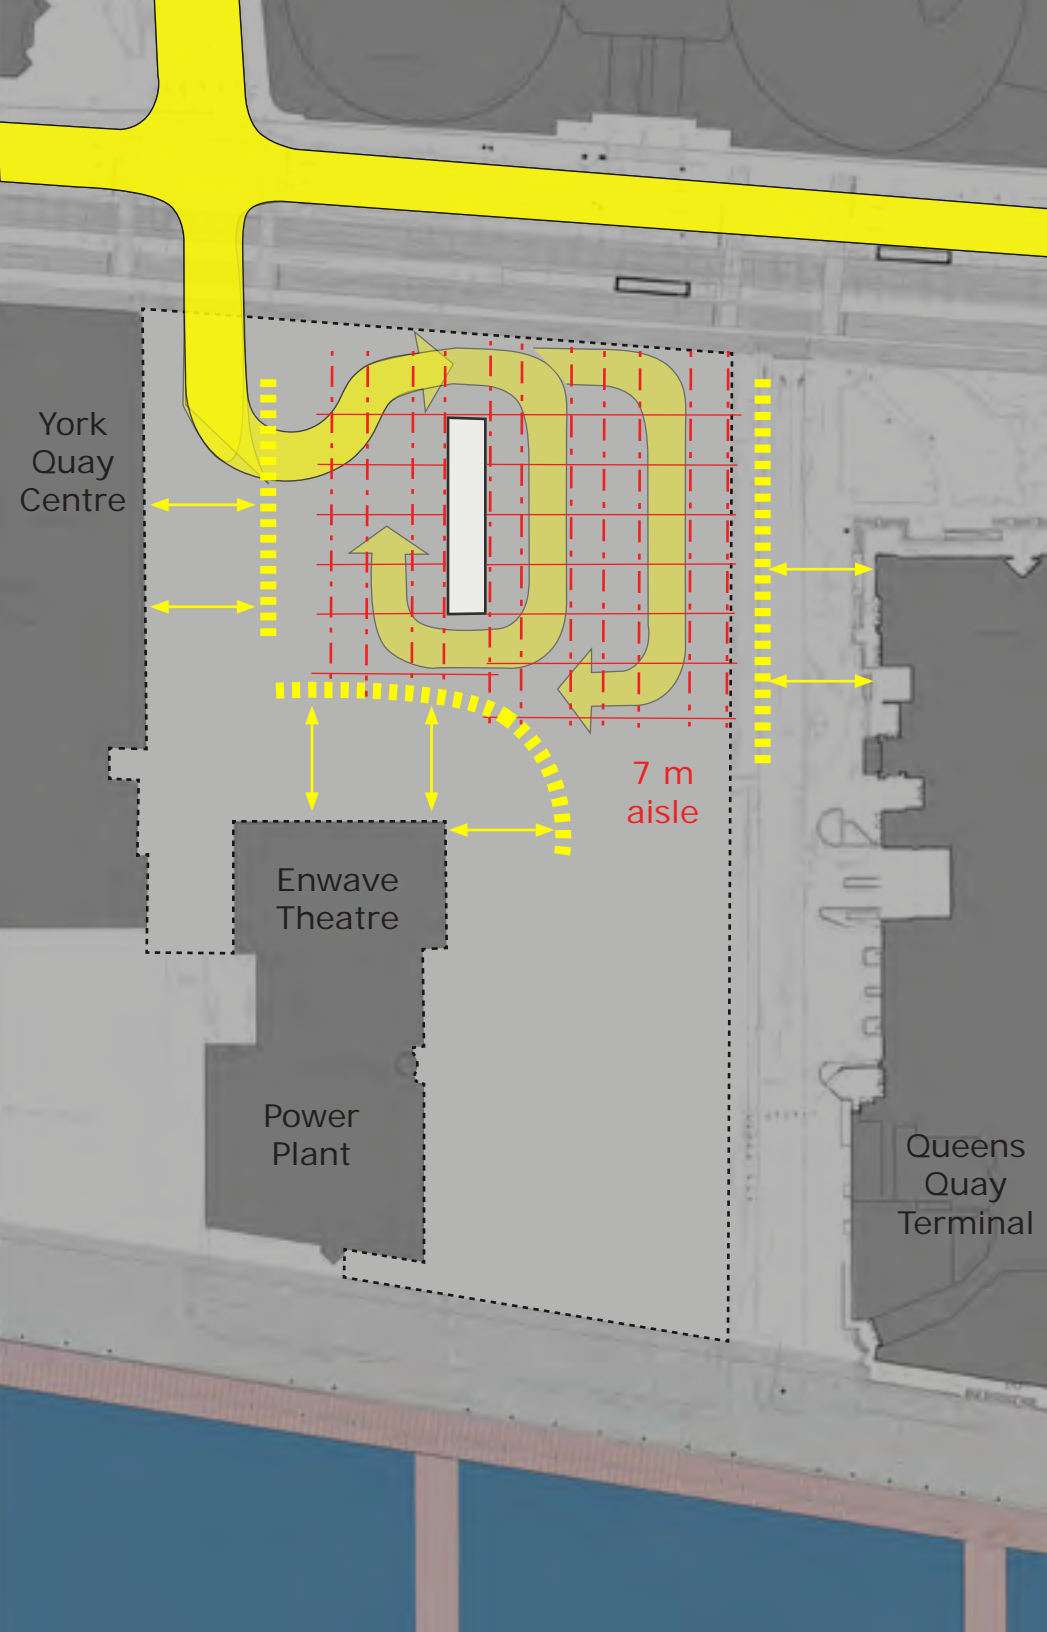 York
Quay
Centre
7 m
aisle
Enwave
Theatre
Power
Plant
Queens
Quay
Terminal